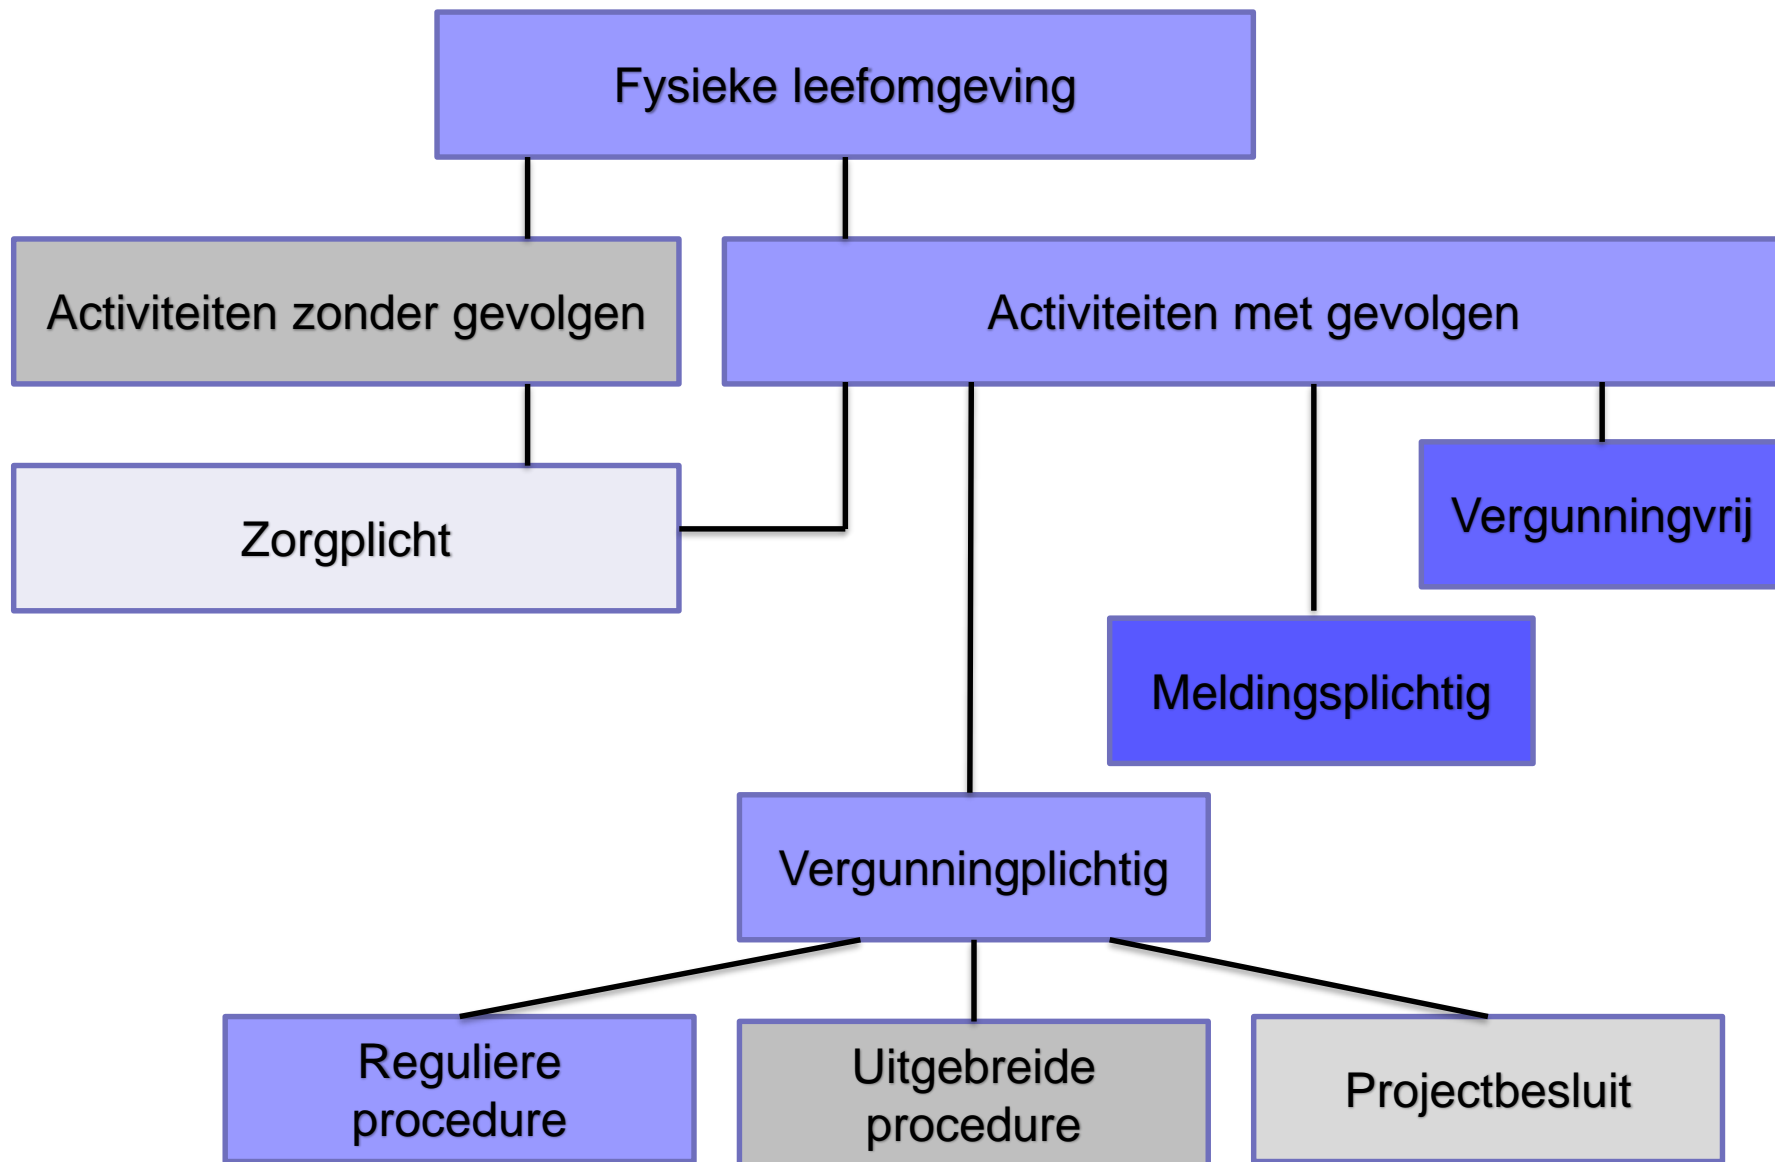 Fysieke leefomgeving
Activiteiten zonder gevolgen
Activiteiten met gevolgen
Zorgplicht
Vergunningvrij
Meldingsplichtig
Vergunningplichtig
Reguliere
procedure
Uitgebreide
procedure
Projectbesluit